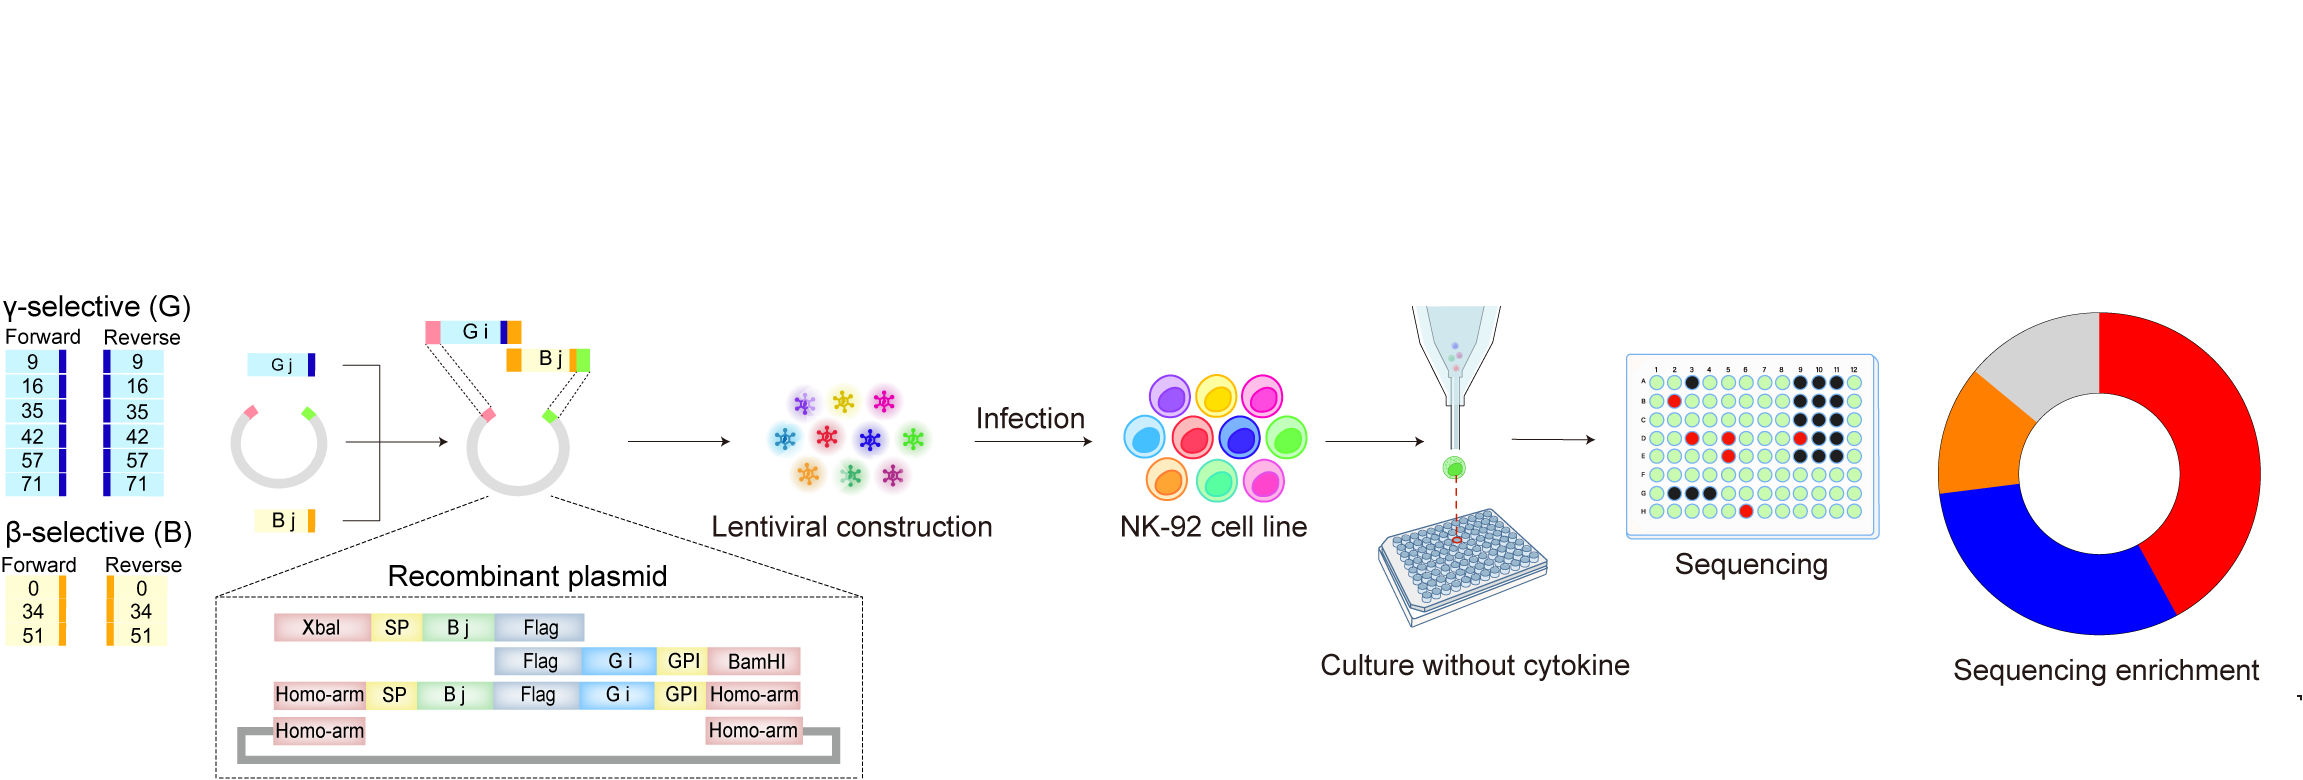 γ-selective (G)
Forward Reverse
9 9
16 16
35 35
42 42
57 57
71 71
β-selective (B)
Forward Reverse
0 0
34 34
51 51
G j
B j
G i
B j
Recombinant plasmid
XbaI SP B j Flag
Flag G i GPI BamHI
Homo-arm SP B j Flag G i GPI Homo-arm
Homo-arm Homo-arm
Lentiviral construction
Infection
NK-92 cell line
Culture without cytokine
1 2 3 4 5 6 7 8 9 10 11 12
A
B
C
D
E
F
G
H
Sequencing
Sequencing enrichment